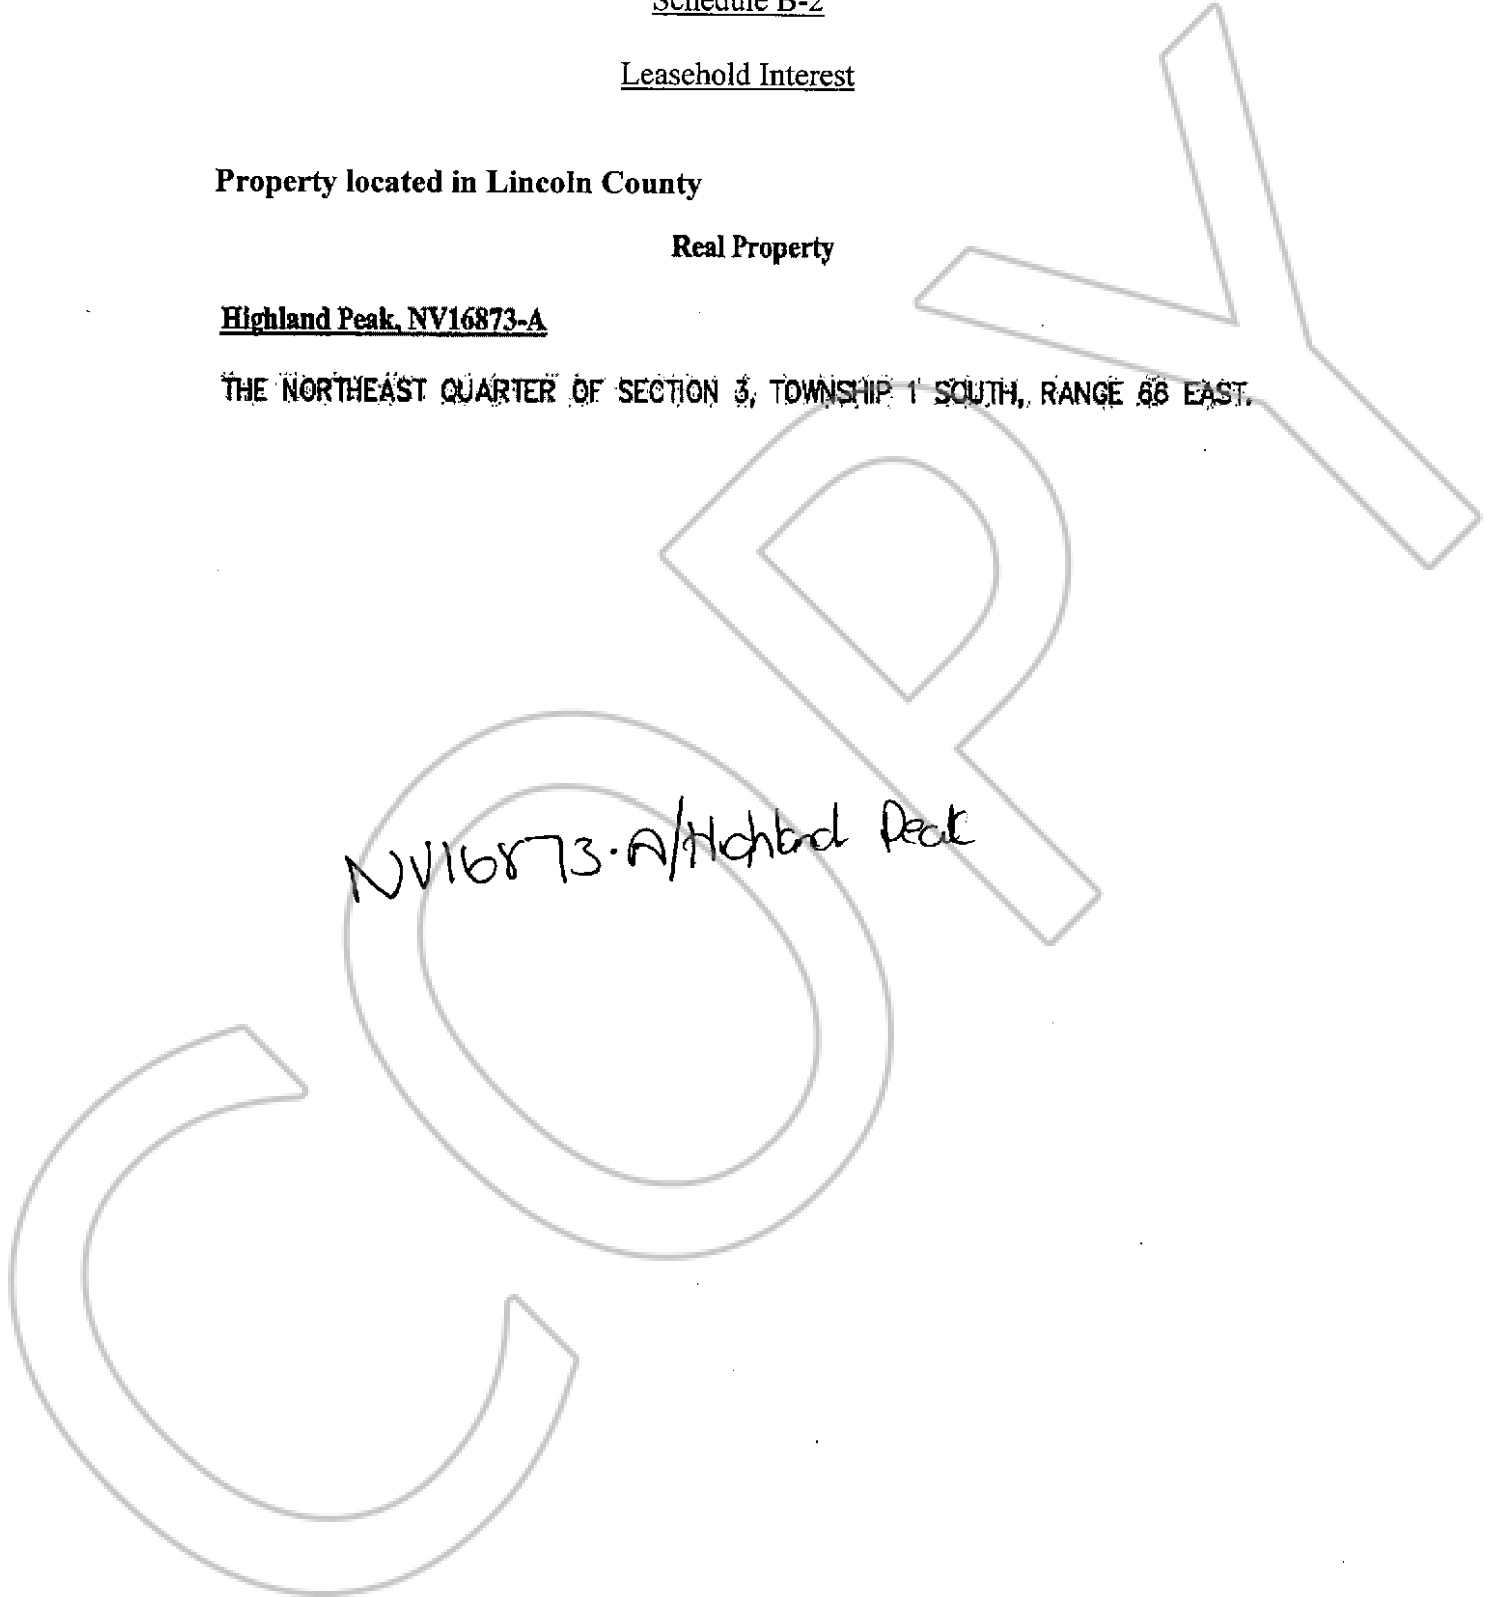 Schedule B-2
Leasehold Interest
Property located in Lincoln County
Real Property
Highland Peak, NV16873-A
THE NORTHEAST QUARTER OF SECTION 3, TOWNSHIP 1 SOUTH, RANGE 66 EAST.
NV16873-A/Highland Peak
COPY